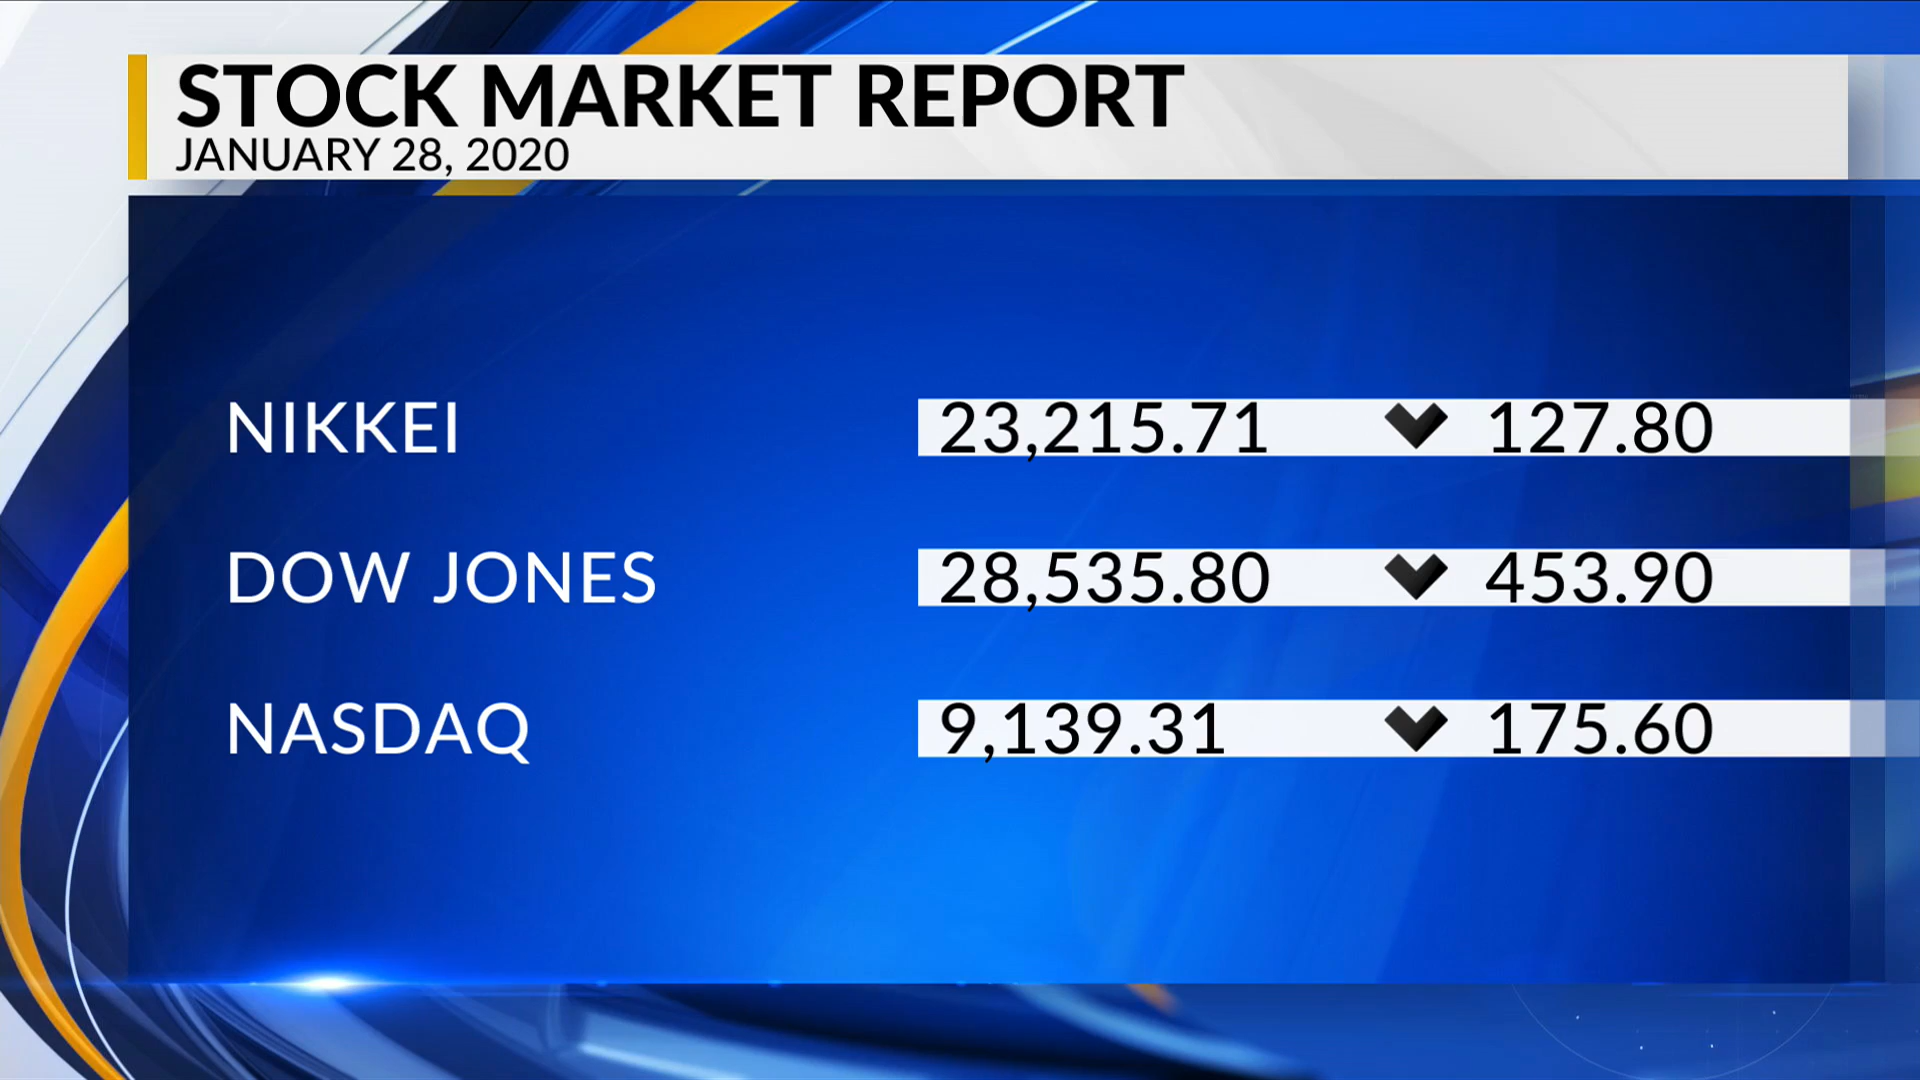 STOCK MARKET REPORT
JANUARY 28, 2020
NIKKEI 23,215.71 127.80
DOW JONES 28,535.80 453.90
NASDAQ 9,139.31 175.60